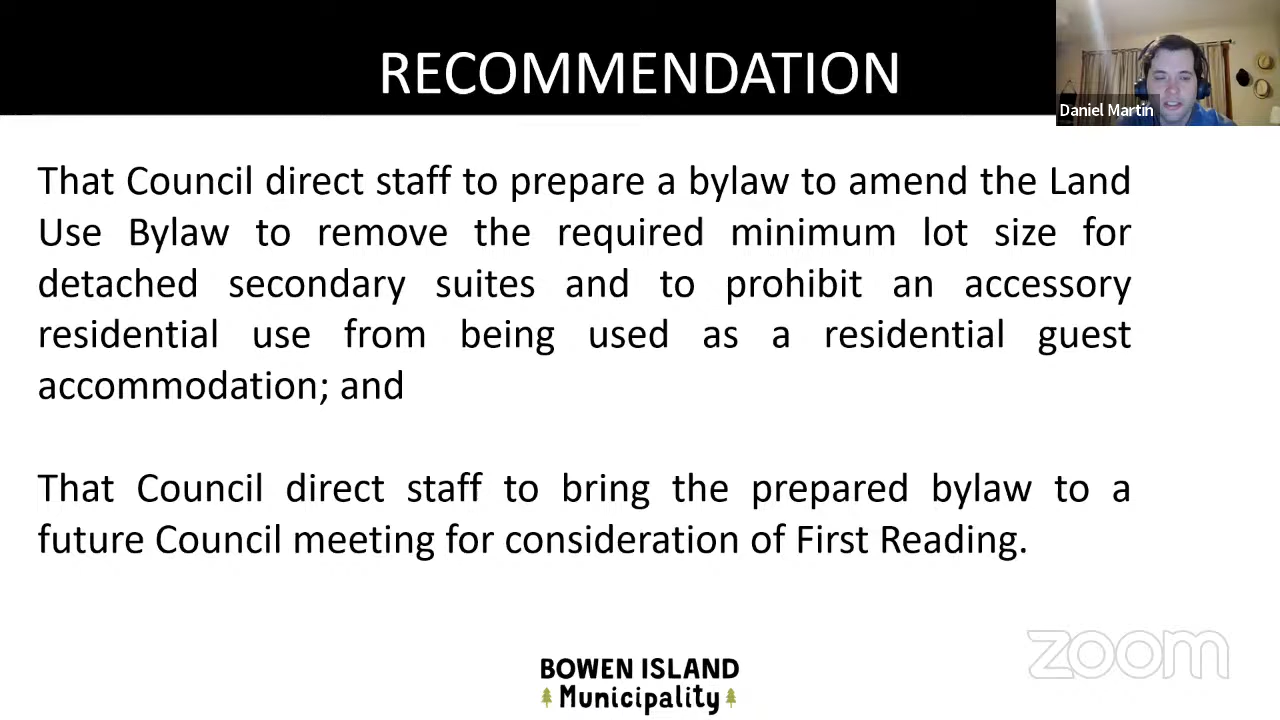 RECOMMENDATION
Daniel Martin
That Council direct staff to prepare a bylaw to amend the Land
Use Bylaw to remove the required minimum lot size for
detached secondary suites and to prohibit an accessory
residential use from being used as a residential guest
accommodation; and
That Council direct staff to bring the prepared bylaw to a
future Council meeting for consideration of First Reading.
zoom
BOWEN ISLAND
Municipality